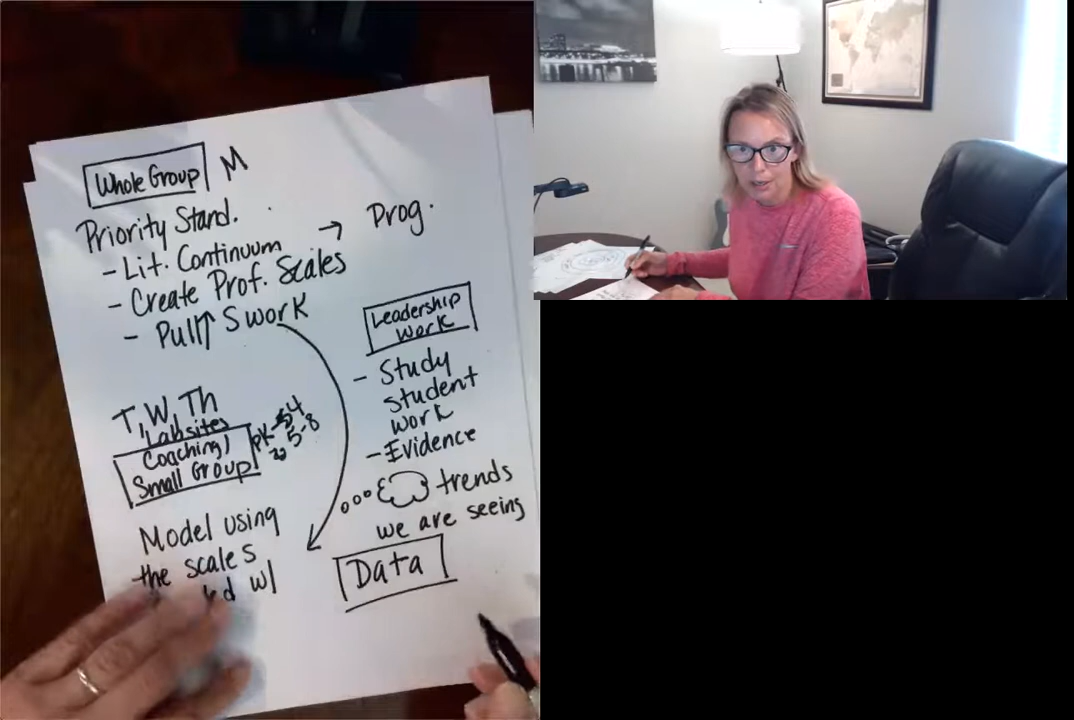 Whole Group M
Priority Stand.
- Lit. Continuum → Prog.
- Create Prof. Scales
- Pull↑ S work
Leadership
work
- Study
student
work
- Evidence
trends
we are seeing
Data
T, W, Th
Labsites
Coaching/
Small Group
PK-4
5-8
Model using
the scales
w/